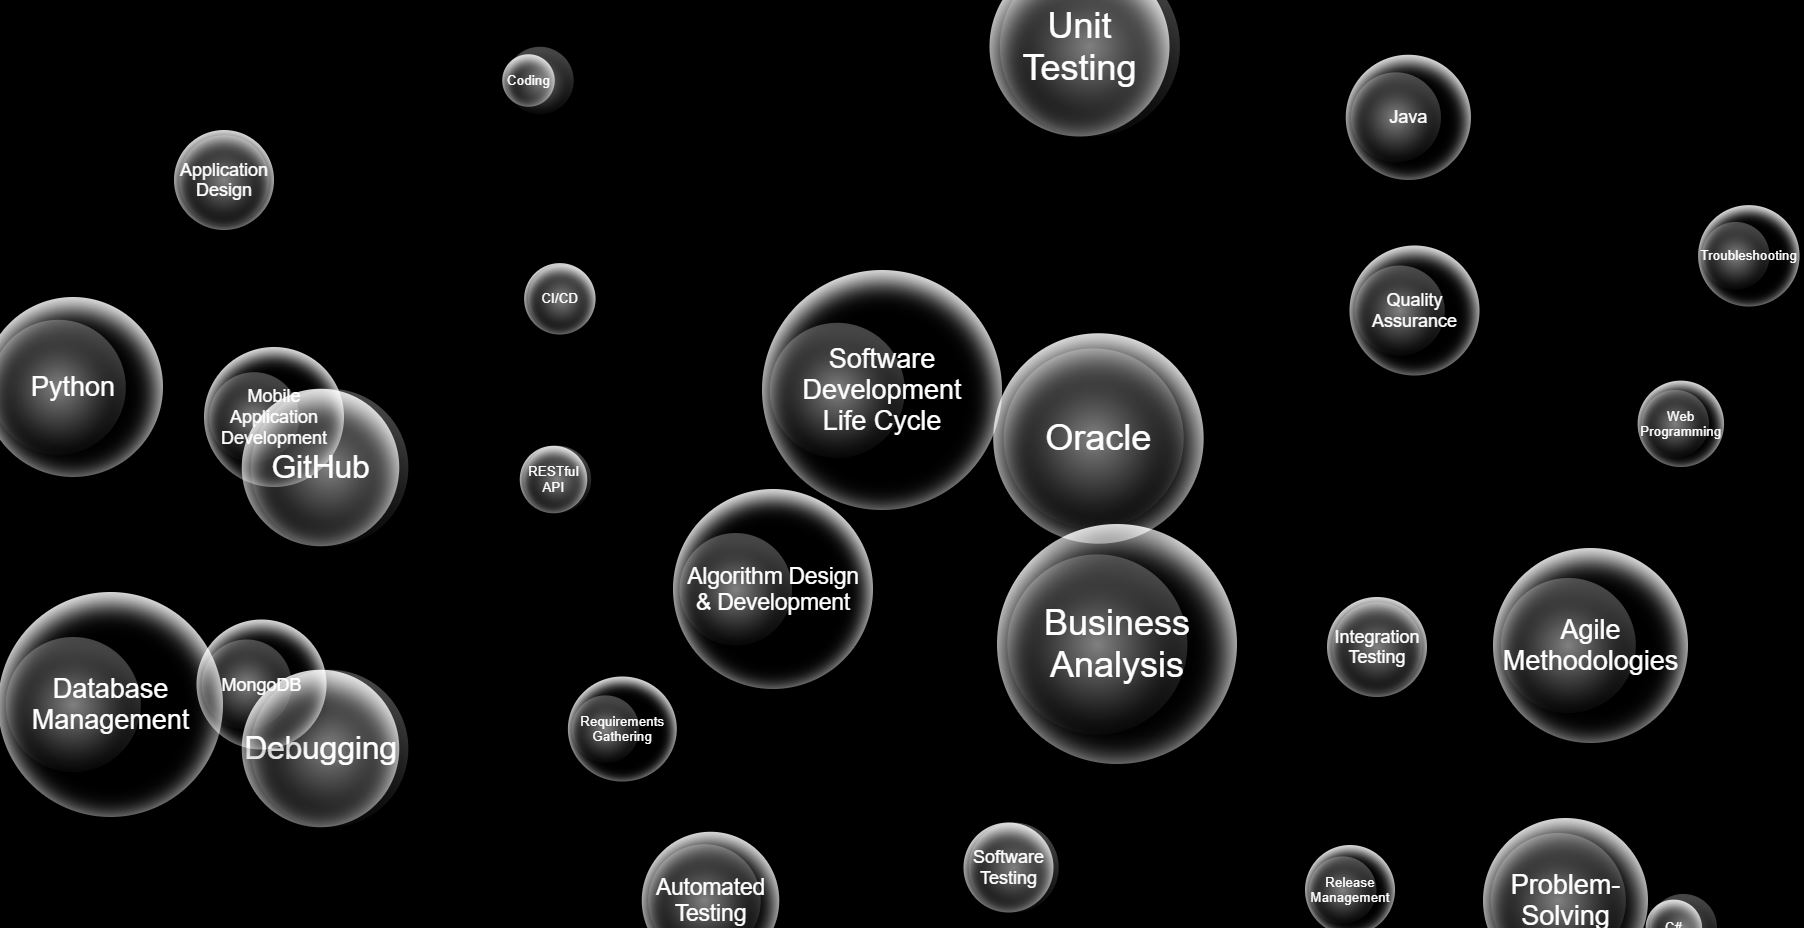 Unit
Testing
Coding
Java
Application
Design
Troubleshooting
CI/CD
Quality
Assurance
Python
Mobile
Application
Development
GitHub
Software
Development
Life Cycle
Oracle
Web
Programming
RESTful
API
Algorithm Design
& Development
Business
Analysis
Integration
Testing
Agile
Methodologies
Database
Management
MongoDB
Debugging
Requirements
Gathering
Automated
Testing
Software
Testing
Release
Management
Problem-
Solving
C#